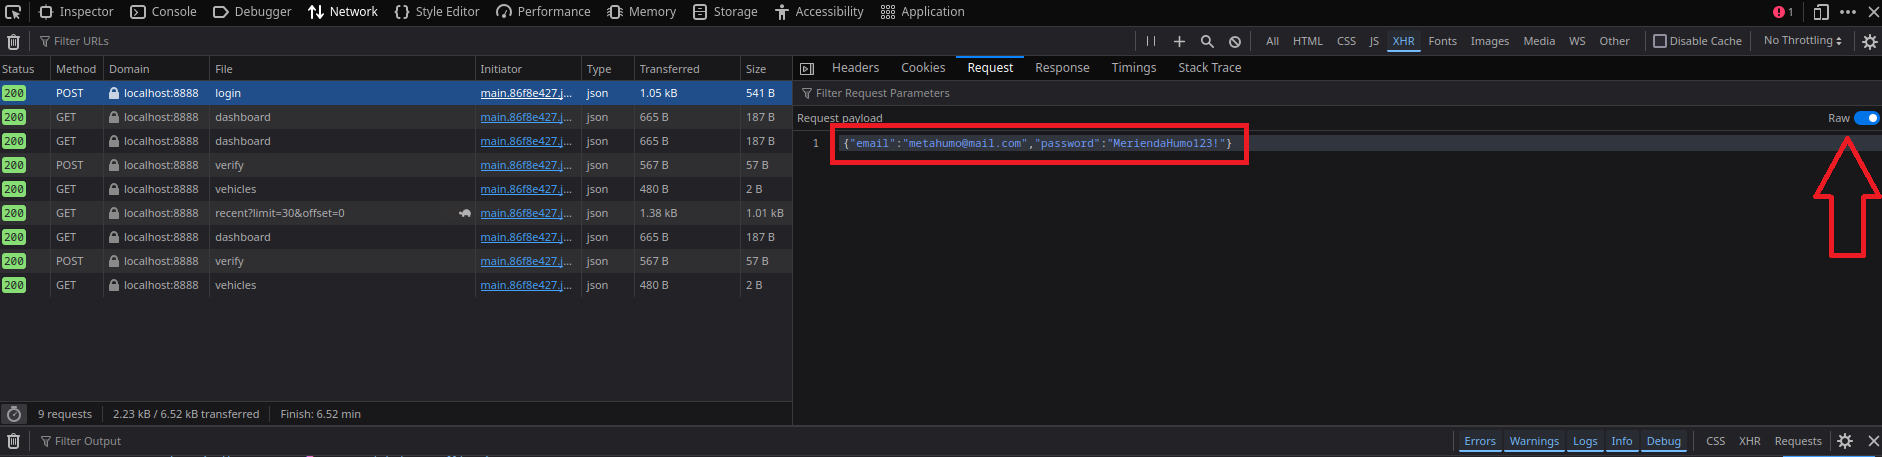 Inspector Console Debugger Network Style Editor Performance Memory Storage Accessibility Application 1
Filter URLs All HTML CSS JS XHR Fonts Images Media WS Other Disable Cache No Throttling
Status Method Domain File Initiator Type Transferred Size
200 POST localhost:8888 login main.86f8e427.j... json 1.05 kB 541 B
200 GET localhost:8888 dashboard main.86f8e427.j... json 665 B 187 B
200 GET localhost:8888 dashboard main.86f8e427.j... json 665 B 187 B
200 POST localhost:8888 verify main.86f8e427.j... json 567 B 57 B
200 GET localhost:8888 vehicles main.86f8e427.j... json 480 B 2 B
200 GET localhost:8888 recent?limit=30&offset=0 main.86f8e427.j... json 1.38 kB 1.01 kB
200 GET localhost:8888 dashboard main.86f8e427.j... json 665 B 187 B
200 POST localhost:8888 verify main.86f8e427.j... json 567 B 57 B
200 GET localhost:8888 vehicles main.86f8e427.j... json 480 B 2 B
Headers Cookies Request Response Timings Stack Trace
Filter Request Parameters
Request payload Raw
1 {"email":"metahumo@mail.com","password":"MeriendaHumo123!"}
9 requests 2.23 kB / 6.52 kB transferred Finish: 6.52 min
Filter Output Errors Warnings Logs Info Debug CSS XHR Requests